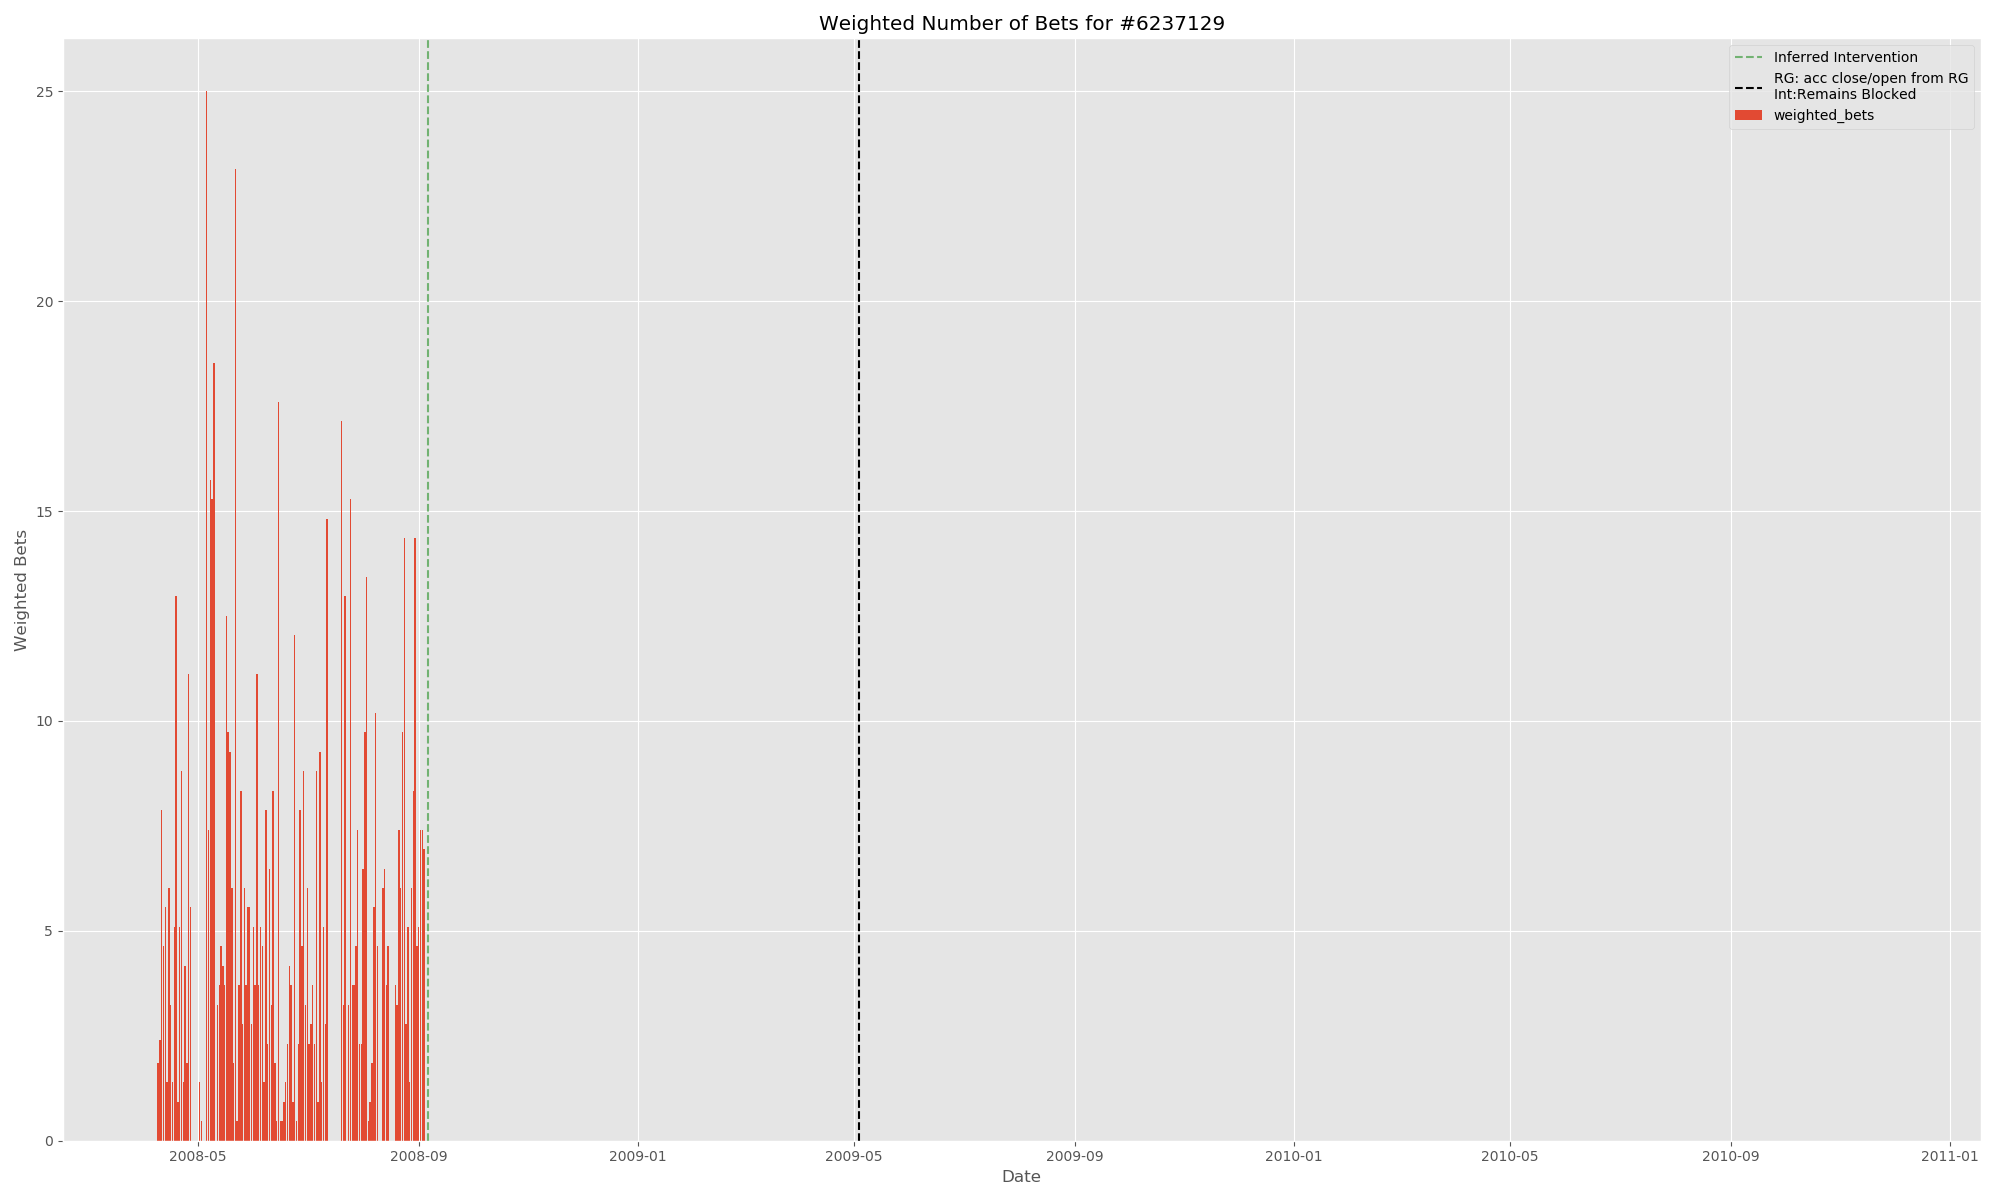 Weighted Number of Bets for #6237129
Inferred Intervention
RG: acc close/open from RG
Int:Remains Blocked
weighted_bets
Weighted Bets
25
20
15
10
5
0
2008-05
2008-09
2009-01
2009-05
2009-09
2010-01
2010-05
2010-09
2011-01
Date